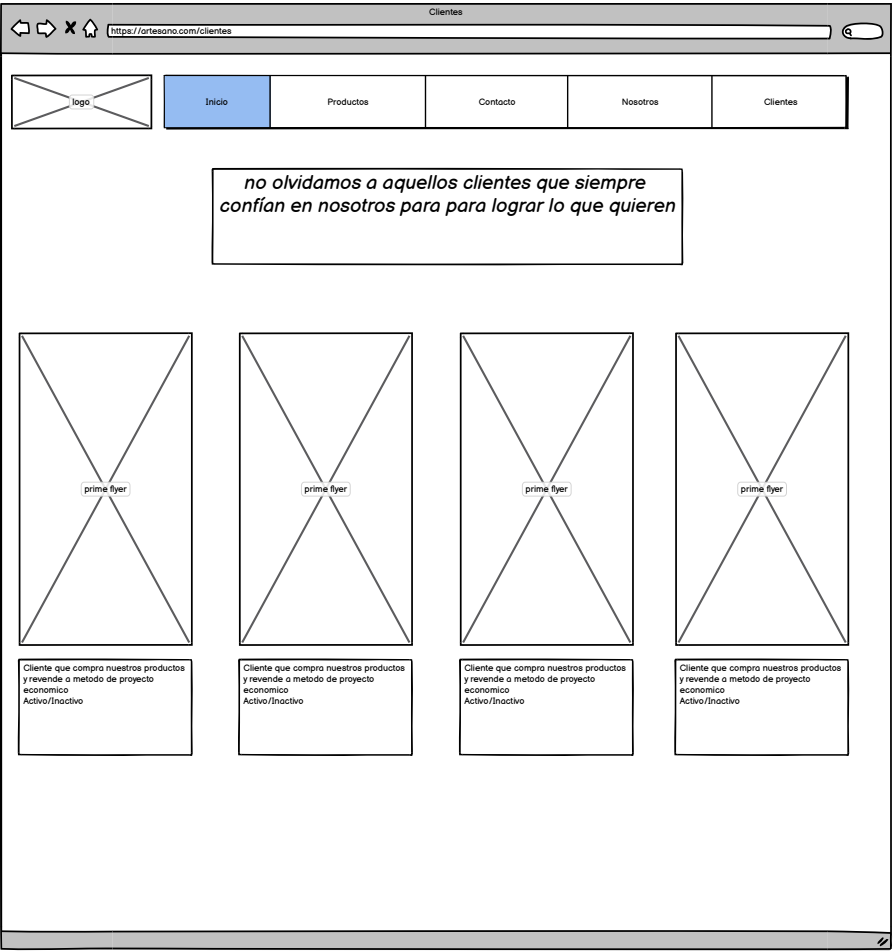 Clientes
https://artesano.com/clientes
logo
Inicio
Productos
Contacto
Nosotros
Clientes
no olvidamos a aquellos clientes que siempre
confían en nosotros para para lograr lo que quieren
prime flyer
prime flyer
prime flyer
prime flyer
Cliente que compra nuestros productos
y revende a metodo de proyecto
economico
Activo/Inactivo
Cliente que compra nuestros productos
y revende a metodo de proyecto
economico
Activo/Inactivo
Cliente que compra nuestros productos
y revende a metodo de proyecto
economico
Activo/Inactivo
Cliente que compra nuestros productos
y revende a metodo de proyecto
economico
Activo/Inactivo